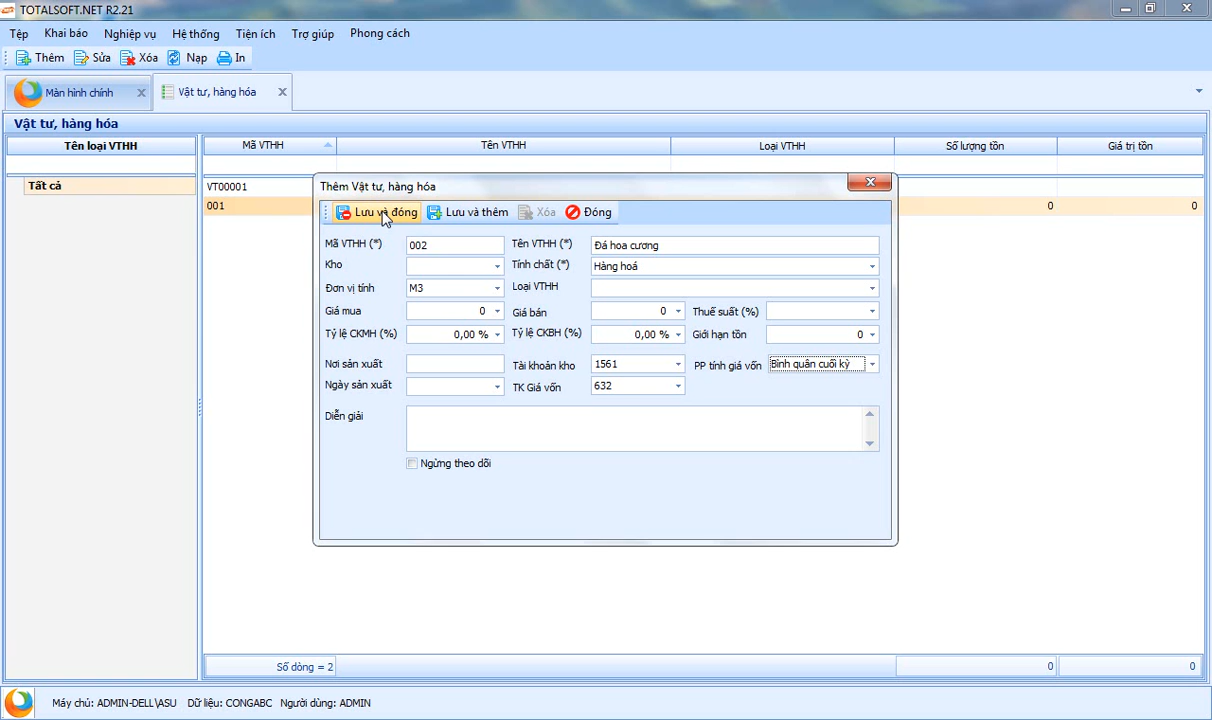 TOTALSOFT.NET R2.21
Tệp Khai báo Nghiệp vụ Hệ thống Tiện ích Trợ giúp Phong cách
Thêm Sửa Xóa Nạp In
Màn hình chính Vật tư, hàng hóa
Vật tư, hàng hóa
Tên loại VTHH Mã VTHH Tên VTHH Loại VTHH Số lượng tồn Giá trị tồn
Tất cả VT00001
001 0 0
Thêm Vật tư, hàng hóa
Lưu và đóng Lưu và thêm Xóa Đóng
Mã VTHH (*) 002 Tên VTHH (*) Đá hoa cương
Kho Tính chất (*) Hàng hoá
Đơn vị tính M3 Loại VTHH
Giá mua 0 Giá bán 0 Thuế suất (%)
Tỷ lệ CKMH (%) 0,00 % Tỷ lệ CKBH (%) 0,00 % Giới hạn tồn 0
Nơi sản xuất Tài khoản kho 1561 PP tính giá vốn Bình quân cuối kỳ
Ngày sản xuất TK Giá vốn 632
Diễn giải
Ngừng theo dõi
Số dòng = 2 0 0
Máy chủ: ADMIN-DELL\ASU Dữ liệu: CONGABC Người dùng: ADMIN